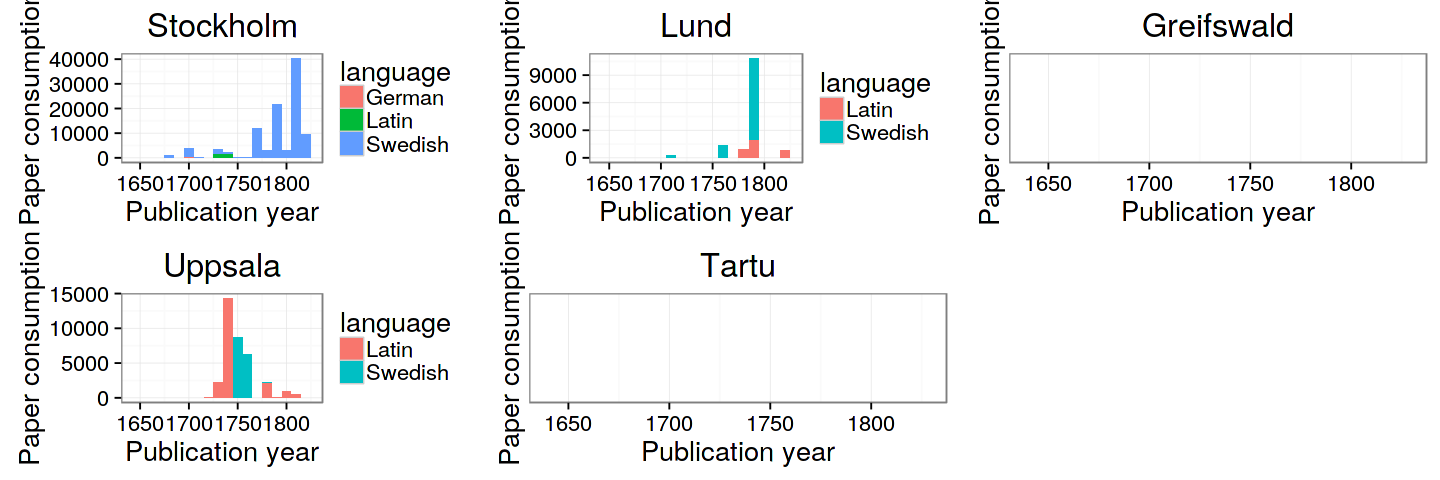 Stockholm
Paper consumption
40000
30000
20000
10000
0
1650 1700 1750 1800
Publication year
language
German
Latin
Swedish
Lund
Paper consumption
9000
6000
3000
0
1650 1700 1750 1800
Publication year
language
Latin
Swedish
Greifswald
Paper consumption
1650 1700 1750 1800
Publication year
Uppsala
Paper consumption
15000
10000
5000
0
1650 1700 1750 1800
Publication year
language
Latin
Swedish
Tartu
Paper consumption
1650 1700 1750 1800
Publication year